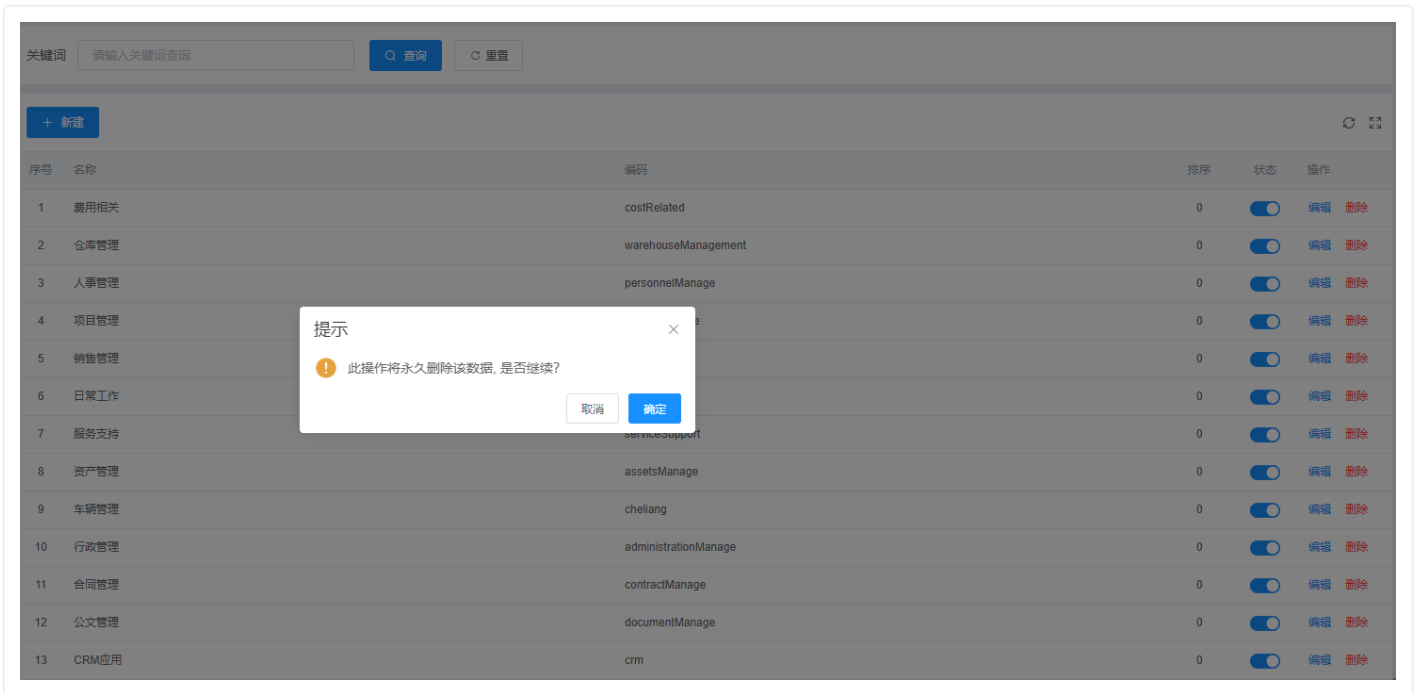 关键词 请输入关键词查询 查询 重置
+ 新建
序号 名称 编码 排序 状态 操作
1 费用相关 costRelated 0 编辑 删除
2 仓库管理 warehouseManagement 0 编辑 删除
3 人事管理 personnelManage 0 编辑 删除
4 项目管理 0 编辑 删除
5 销售管理 0 编辑 删除
6 日常工作 0 编辑 删除
7 服务支持 serviceSupport 0 编辑 删除
8 资产管理 assetsManage 0 编辑 删除
9 车辆管理 cheliang 0 编辑 删除
10 行政管理 administrationManage 0 编辑 删除
11 合同管理 contractManage 0 编辑 删除
12 公文管理 documentManage 0 编辑 删除
13 CRM应用 crm 0 编辑 删除
提示
此操作将永久删除该数据, 是否继续?
取消 确定